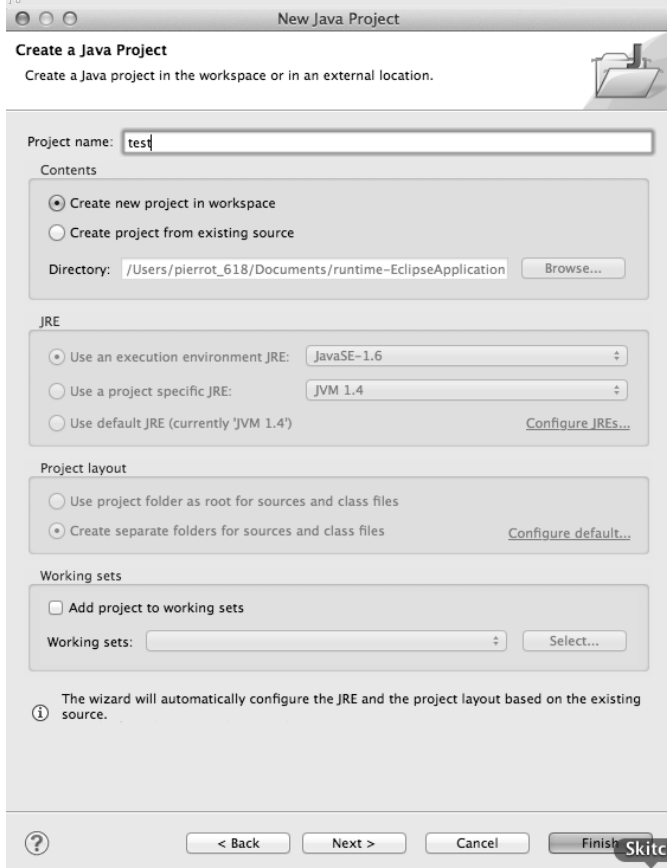 New Java Project
Create a Java Project
Create a Java project in the workspace or in an external location.
Project name: test
Contents
Create new project in workspace
Create project from existing source
Directory: /Users/pierrot_618/Documents/runtime-EclipseApplication Browse...
JRE
Use an execution environment JRE: JavaSE-1.6
Use a project specific JRE: JVM 1.4
Use default JRE (currently 'JVM 1.4') Configure JREs...
Project layout
Use project folder as root for sources and class files
Create separate folders for sources and class files Configure default...
Working sets
Add project to working sets
Working sets: Select...
The wizard will automatically configure the JRE and the project layout based on the existing
source.
? < Back Next > Cancel Finish Skitc